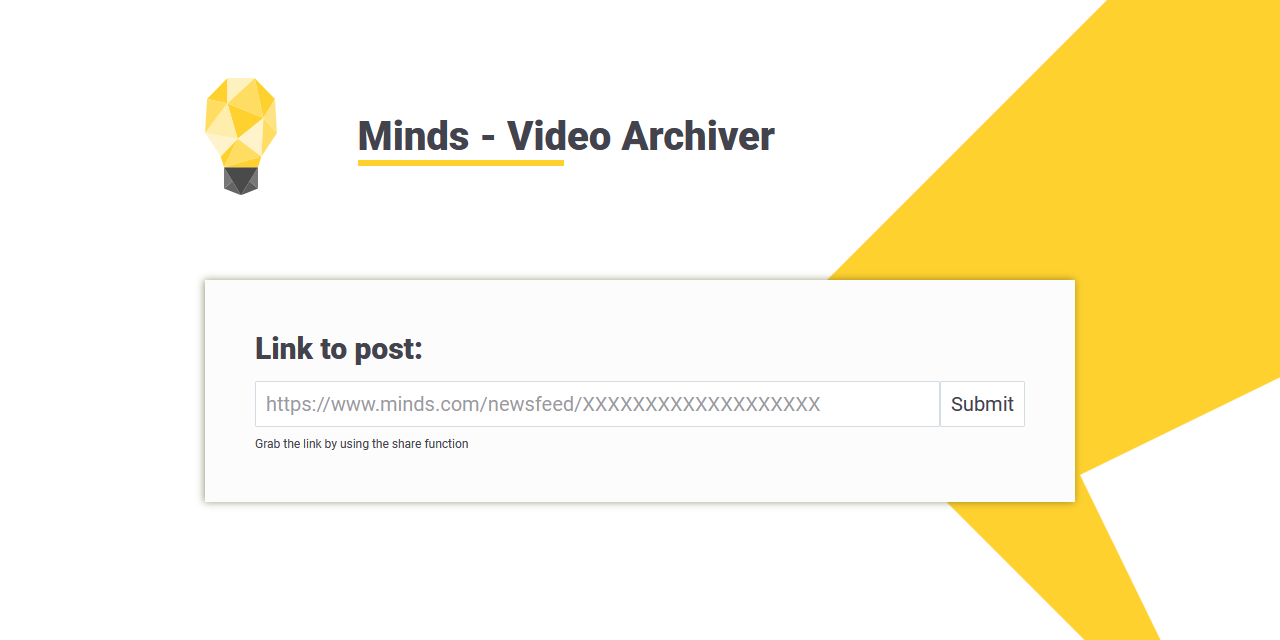 Minds - Video Archiver
Link to post:
https://www.minds.com/newsfeed/XXXXXXXXXXXXXXXXXXX
Submit
Grab the link by using the share function